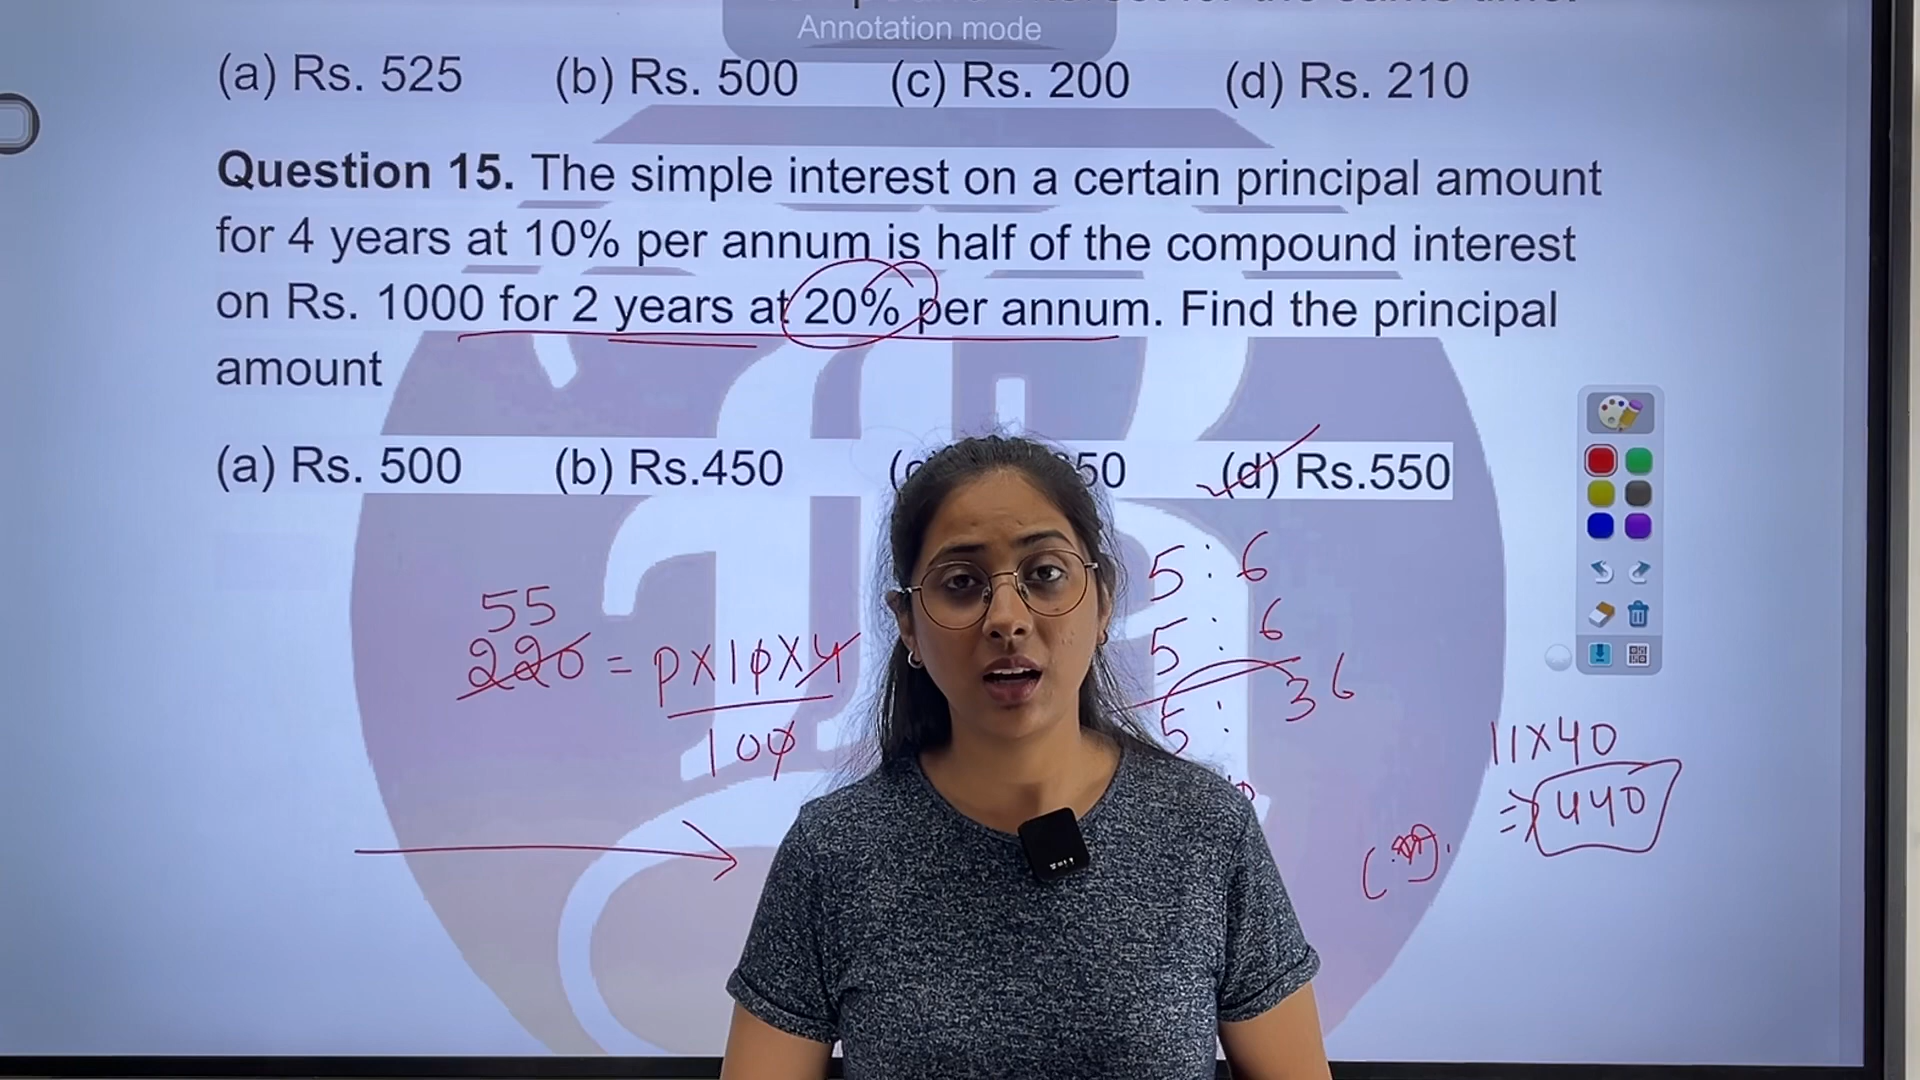 Annotation mode
(a) Rs. 525 (b) Rs. 500 (c) Rs. 200 (d) Rs. 210
Question 15. The simple interest on a certain principal amount
for 4 years at 10% per annum is half of the compound interest
on Rs. 1000 for 2 years at 20% per annum. Find the principal
amount
(a) Rs. 500 (b) Rs.450 50 (d) Rs.550
5 : 6
55
5 : 6
220 = P×10×4
100
5 : 36
11×40
⇒ 440